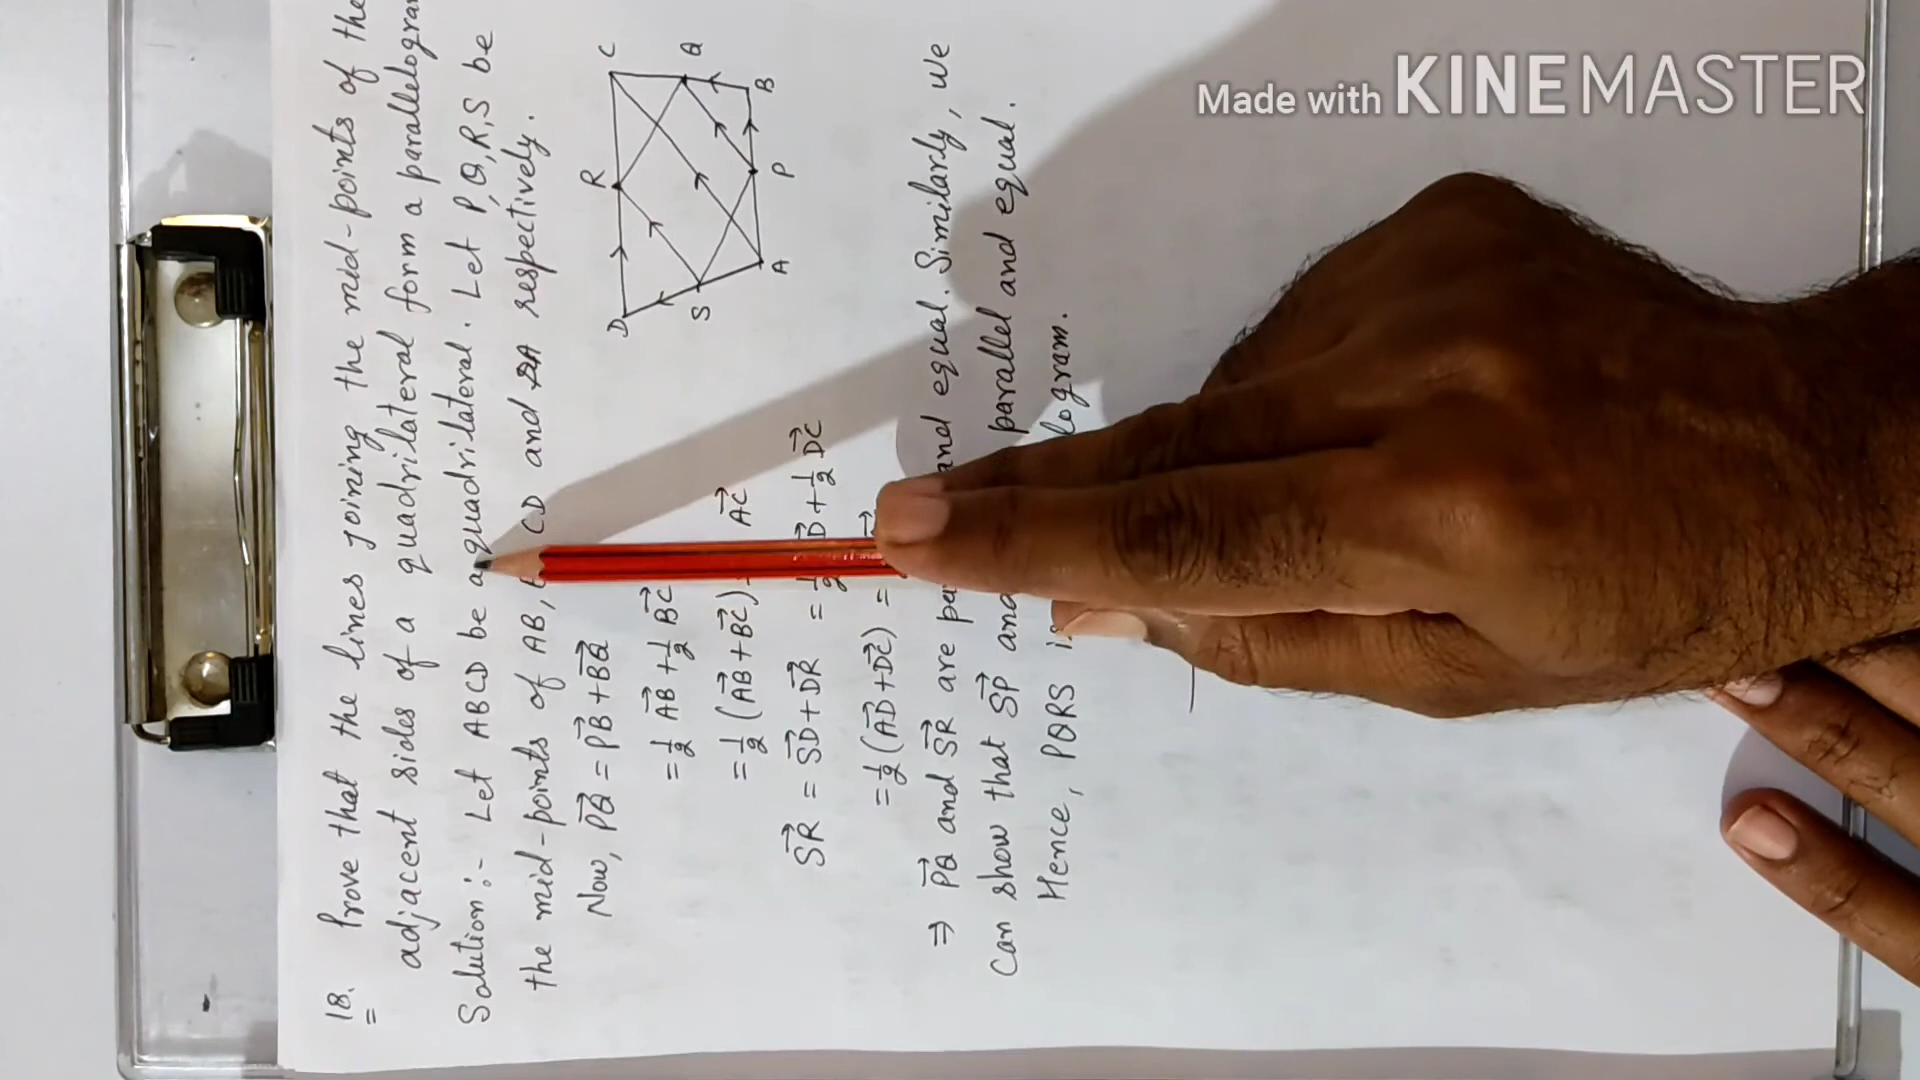 18. Prove that the lines joining the mid-points of the
adjacent sides of a quadrilateral form a parallelogram
Solution:- Let ABCD be a quadrilateral. Let P,Q,R,S be
the mid-points of AB, CD and DA respectively.
Now, PQ→ = PB→ + BQ→
= 1/2 AB→ + 1/2 BC→
= 1/2 (AB→ + BC→) AC→
SR→ = SD→ + DR→ = 1/2 D→ + 1/2 DC→
= 1/2 (AD→ + DC→) =
⇒ PQ→ and SR→ are and equal. Similarly, we
can show that SP→ and parallel and equal.
Hence, PQRS
D R C
S Q
A P B
Made with KINEMASTER